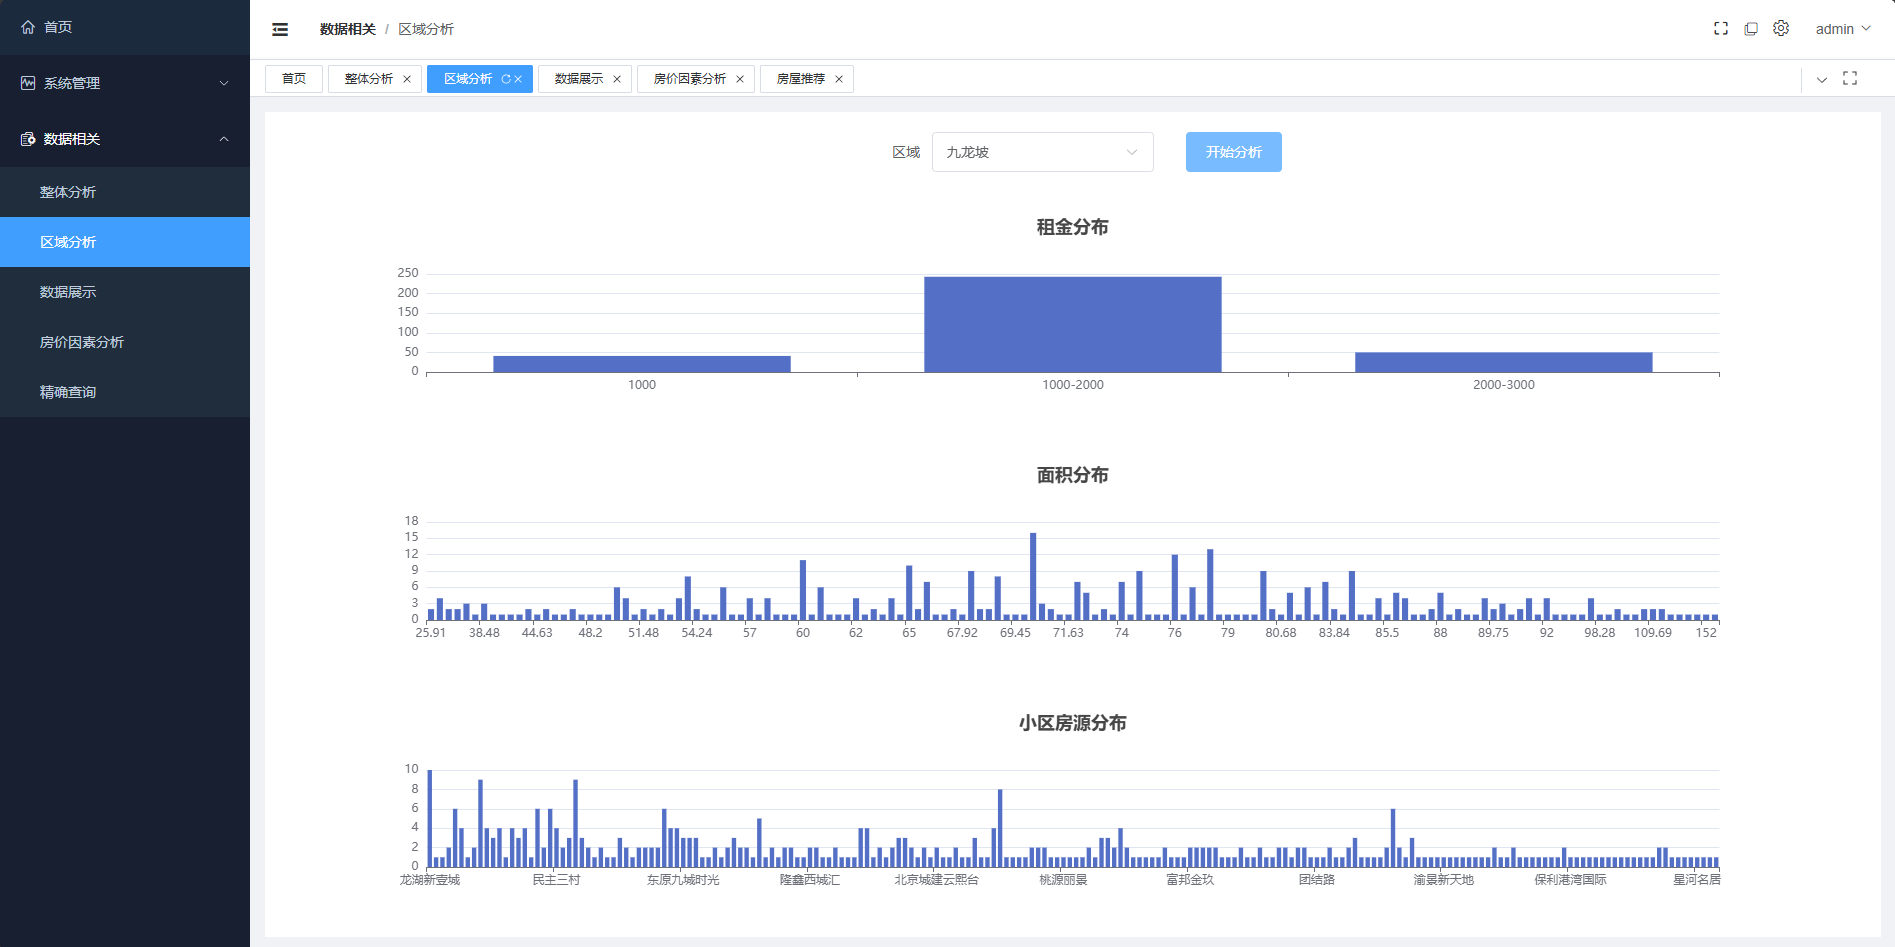 首页
系统管理
数据相关
整体分析
区域分析
数据展示
房价因素分析
精确查询
数据相关 / 区域分析
admin
首页 整体分析 区域分析 数据展示 房价因素分析 房屋推荐
区域 九龙坡 开始分析
租金分布
250
200
150
100
50
0
1000 1000-2000 2000-3000
面积分布
18
15
12
9
6
3
0
25.91 38.48 44.63 48.2 51.48 54.24 57 60 62 65 67.92 69.45 71.63 74 76 79 80.68 83.84 85.5 88 89.75 92 98.28 109.69 152
小区房源分布
10
8
6
4
2
0
龙湖新壹城 民主三村 东原九城时光 隆鑫西城汇 北京城建云熙台 桃源丽景 富邦金玖 团结路 渝景新天地 保利港湾国际 星河名居